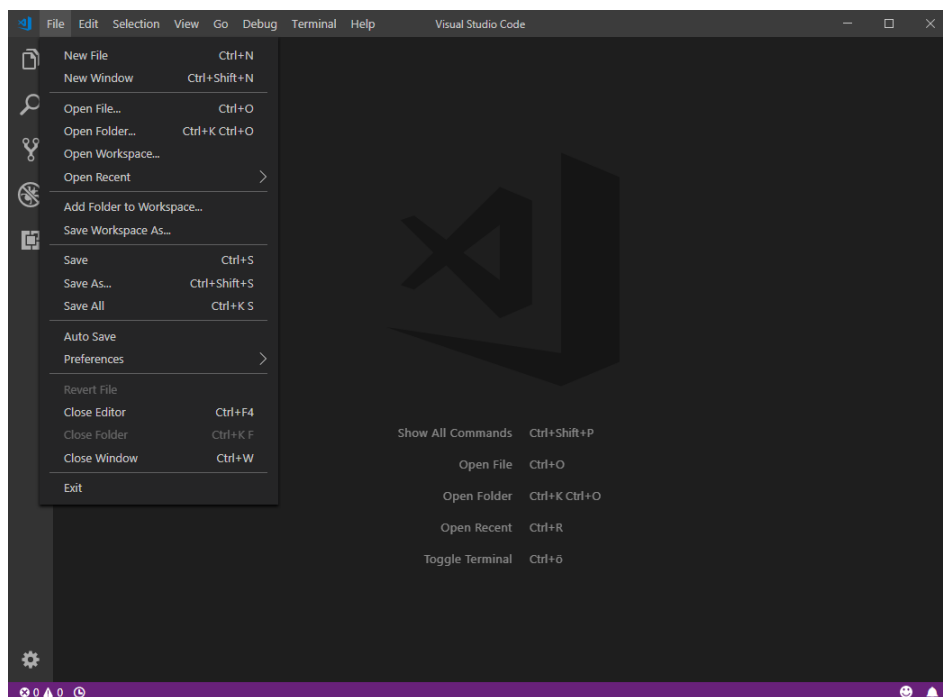 File Edit Selection View Go Debug Terminal Help Visual Studio Code
New File Ctrl+N
New Window Ctrl+Shift+N
Open File... Ctrl+O
Open Folder... Ctrl+K Ctrl+O
Open Workspace...
Open Recent
Add Folder to Workspace...
Save Workspace As...
Save Ctrl+S
Save As... Ctrl+Shift+S
Save All Ctrl+K S
Auto Save
Preferences
Revert File
Close Editor Ctrl+F4
Close Folder Ctrl+K F
Close Window Ctrl+W
Exit
Show All Commands Ctrl+Shift+P
Open File Ctrl+O
Open Folder Ctrl+K Ctrl+O
Open Recent Ctrl+R
Toggle Terminal Ctrl+ö
0 0